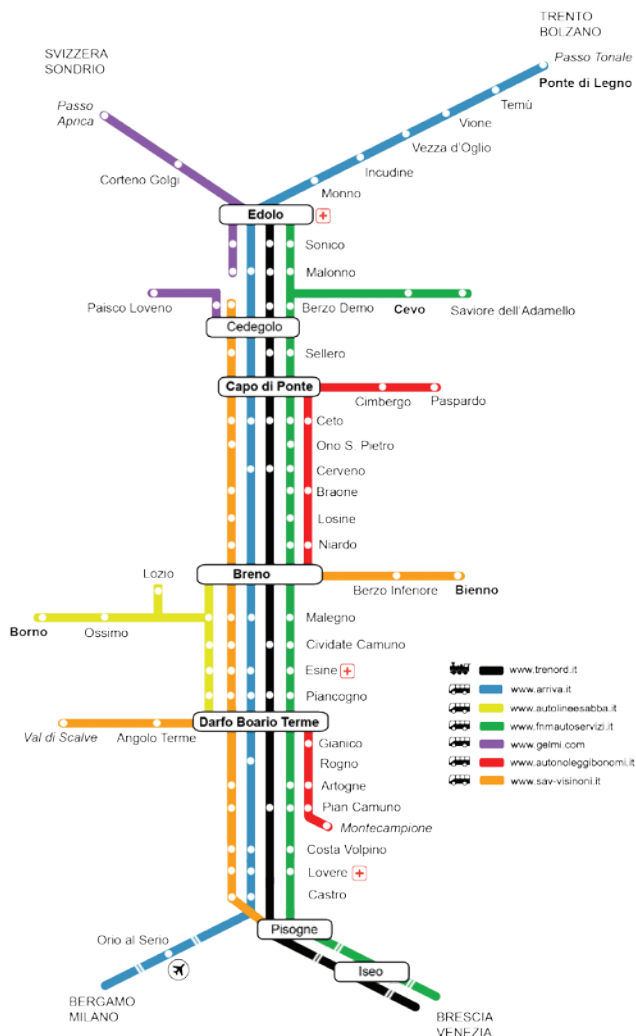 TRENTO
BOLZANO
SVIZZERA
SONDRIO
Passo Tonale
Ponte di Legno
Passo
Aprica
Temù
Vione
Vezza d'Oglio
Corteno Golgi
Incudine
Monno
Edolo
Sonico
Malonno
Paisco Loveno
Berzo Demo
Cevo
Saviore dell'Adamello
Cedegolo
Sellero
Capo di Ponte
Cimbergo
Paspardo
Ceto
Ono S. Pietro
Cerveno
Braone
Losine
Niardo
Lozio
Breno
Berzo Inferiore
Bienno
Borno
Ossimo
Malegno
Cividate Camuno
Esine
Piancogno
www.trenord.it
www.arriva.it
www.autolineesabba.it
www.fnmautoservizi.it
www.gelmi.com
www.autonoleggibonomi.it
www.sav-visinoni.it
Darfo Boario Terme
Val di Scalve
Angolo Terme
Gianico
Rogno
Artogne
Pian Camuno
Montecampione
Costa Volpino
Lovere
Castro
Pisogne
Orio al Serio
Iseo
BERGAMO
MILANO
BRESCIA
VENEZIA